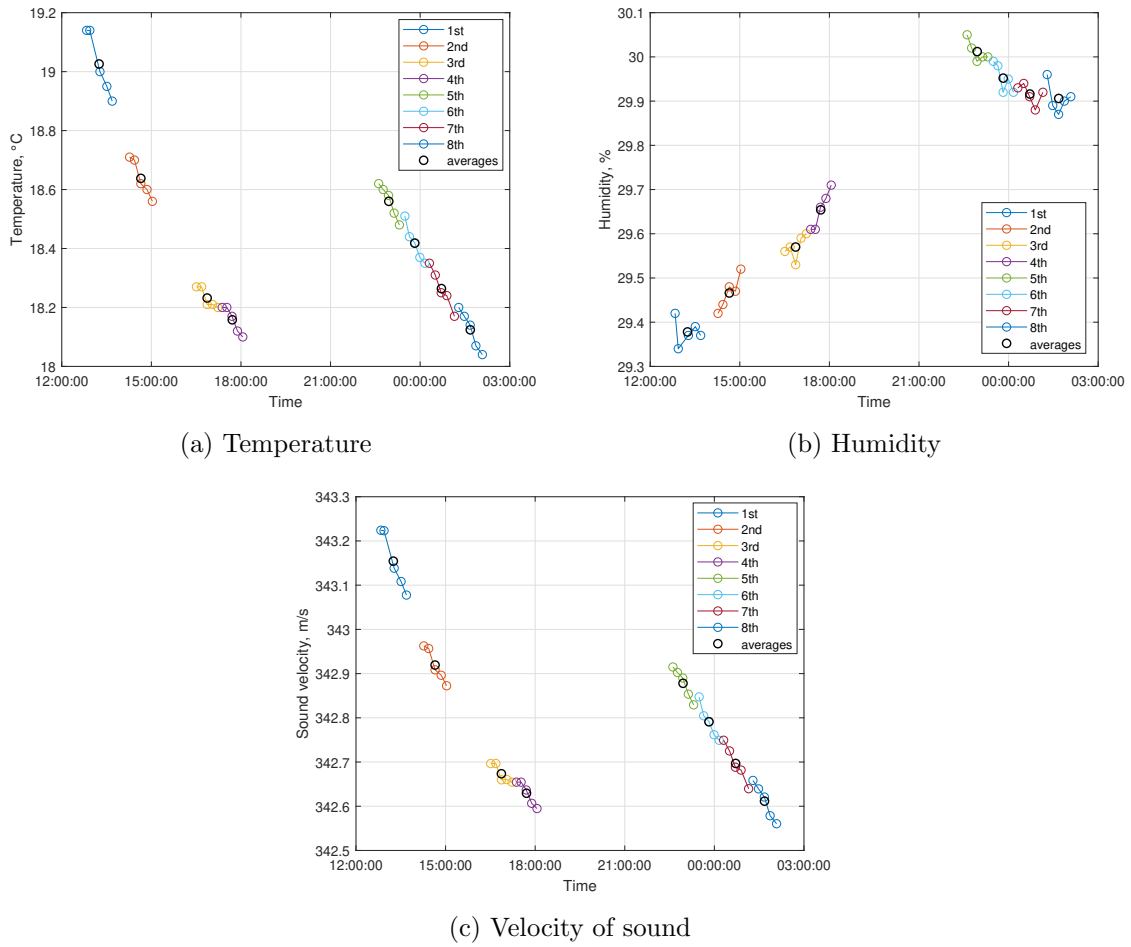 19.2
19
18.8
18.6
18.4
18.2
18
Temperature, °C
12:00:00 15:00:00 18:00:00 21:00:00 00:00:00 03:00:00
Time
1st
2nd
3rd
4th
5th
6th
7th
8th
averages
(a) Temperature
30.1
30
29.9
29.8
29.7
29.6
29.5
29.4
29.3
Humidity, %
12:00:00 15:00:00 18:00:00 21:00:00 00:00:00 03:00:00
Time
1st
2nd
3rd
4th
5th
6th
7th
8th
averages
(b) Humidity
343.3
343.2
343.1
343
342.9
342.8
342.7
342.6
342.5
Sound velocity, m/s
12:00:00 15:00:00 18:00:00 21:00:00 00:00:00 03:00:00
Time
1st
2nd
3rd
4th
5th
6th
7th
8th
averages
(c) Velocity of sound